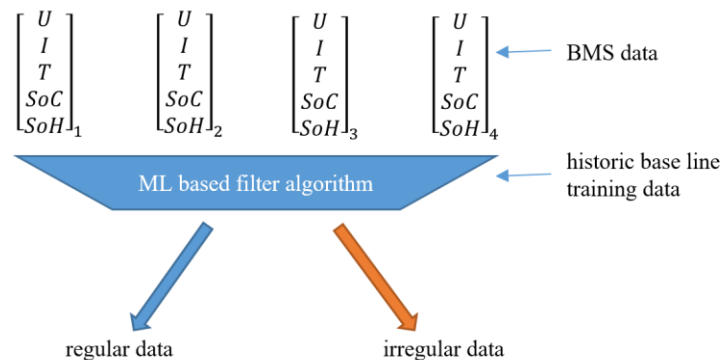 U U U U
I I I I
T T T T
SoC SoC SoC SoC
SoH 1 SoH 2 SoH 3 SoH 4
BMS data
ML based filter algorithm
historic base line
training data
regular data
irregular data